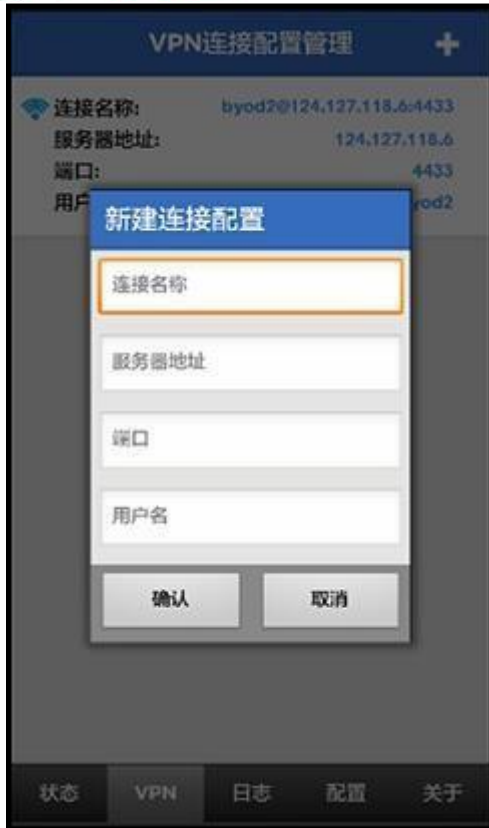 VPN连接配置管理 +
连接名称: byod2@124.127.118.6:4433
服务器地址: 124.127.118.6
端口: 4433
用户
新建连接配置
连接名称
服务器地址
端口
用户名
确认 取消
状态 VPN 日志 配置 关于